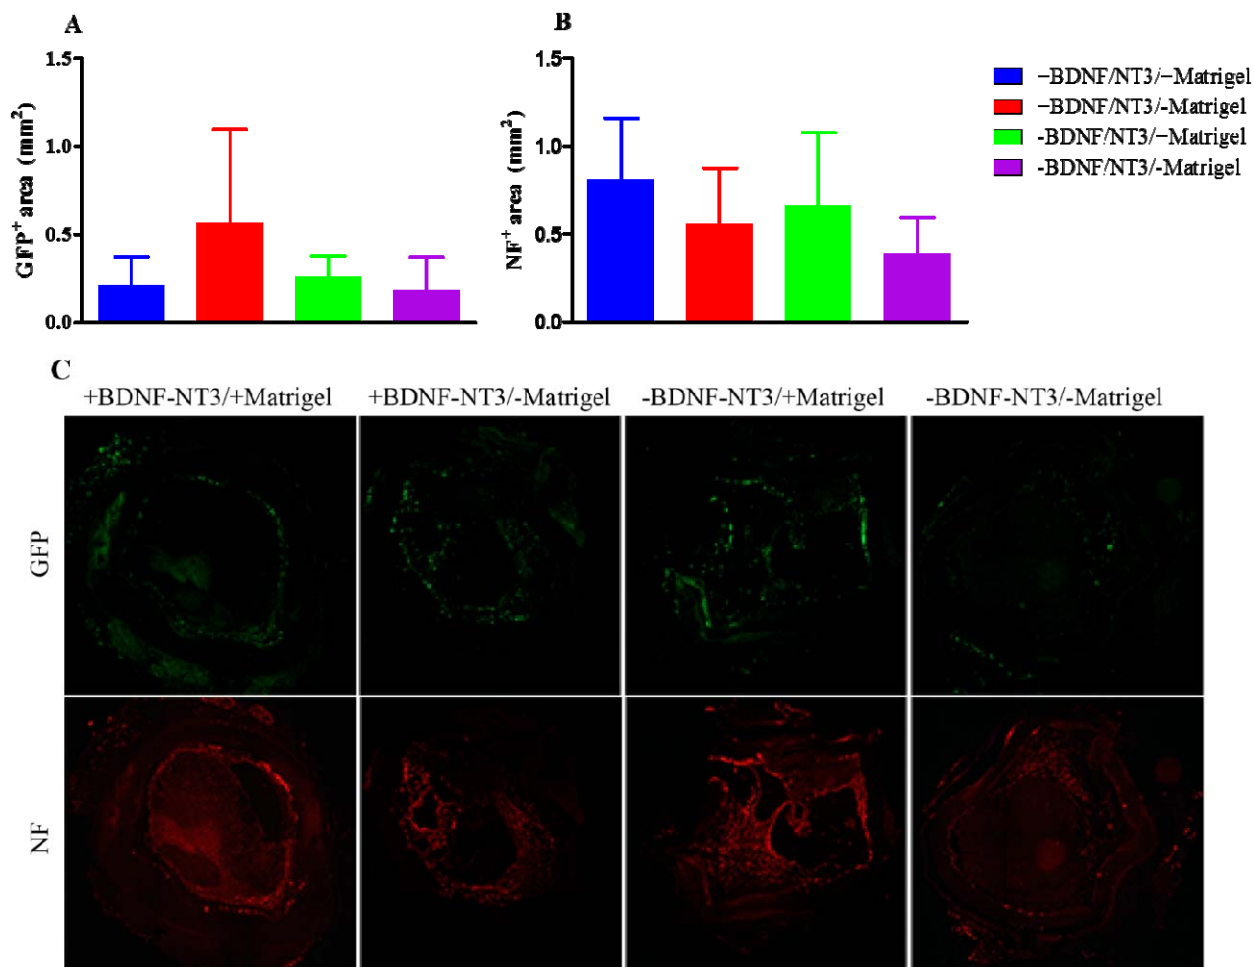 A
GFP⁺ area (mm²)
1.5
1.0
0.5
0.0
B
NF⁺ area (mm²)
1.5
1.0
0.5
0.0
–BDNF/NT3/–Matrigel
–BDNF/NT3/-Matrigel
-BDNF/NT3/–Matrigel
-BDNF/NT3/-Matrigel
C
+BDNF-NT3/+Matrigel
+BDNF-NT3/-Matrigel
-BDNF-NT3/+Matrigel
-BDNF-NT3/-Matrigel
GFP
NF